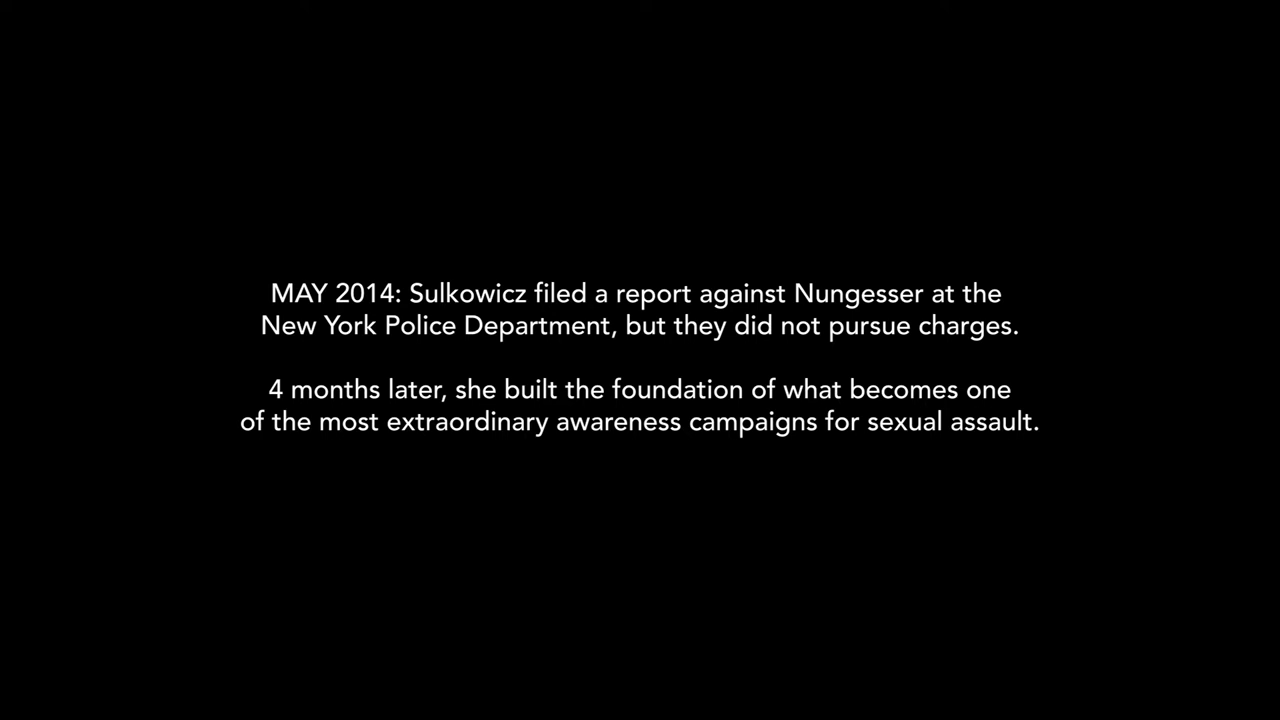 MAY 2014: Sulkowicz filed a report against Nungesser at the
New York Police Department, but they did not pursue charges.
4 months later, she built the foundation of what becomes one
of the most extraordinary awareness campaigns for sexual assault.